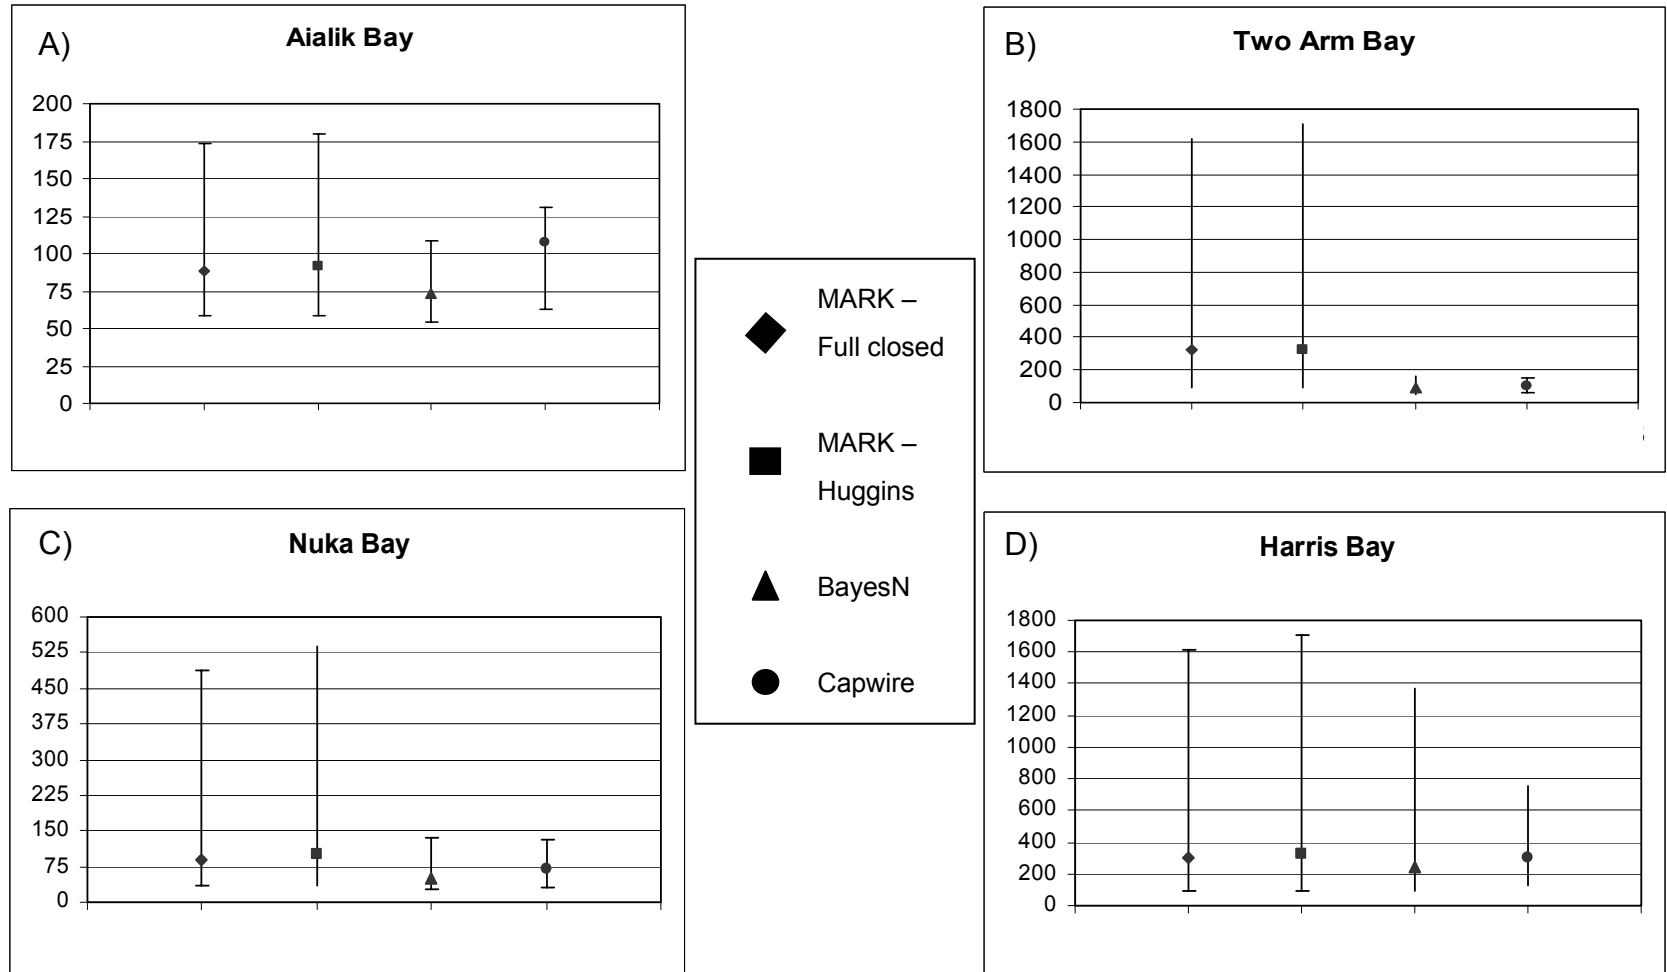 A)
Aialik Bay
200
175
150
125
100
75
50
25
0
B)
Two Arm Bay
1800
1600
1400
1200
1000
800
600
400
200
0
MARK –
Full closed
MARK –
Huggins
BayesN
Capwire
C)
Nuka Bay
600
525
450
375
300
225
150
75
0
D)
Harris Bay
1800
1600
1400
1200
1000
800
600
400
200
0